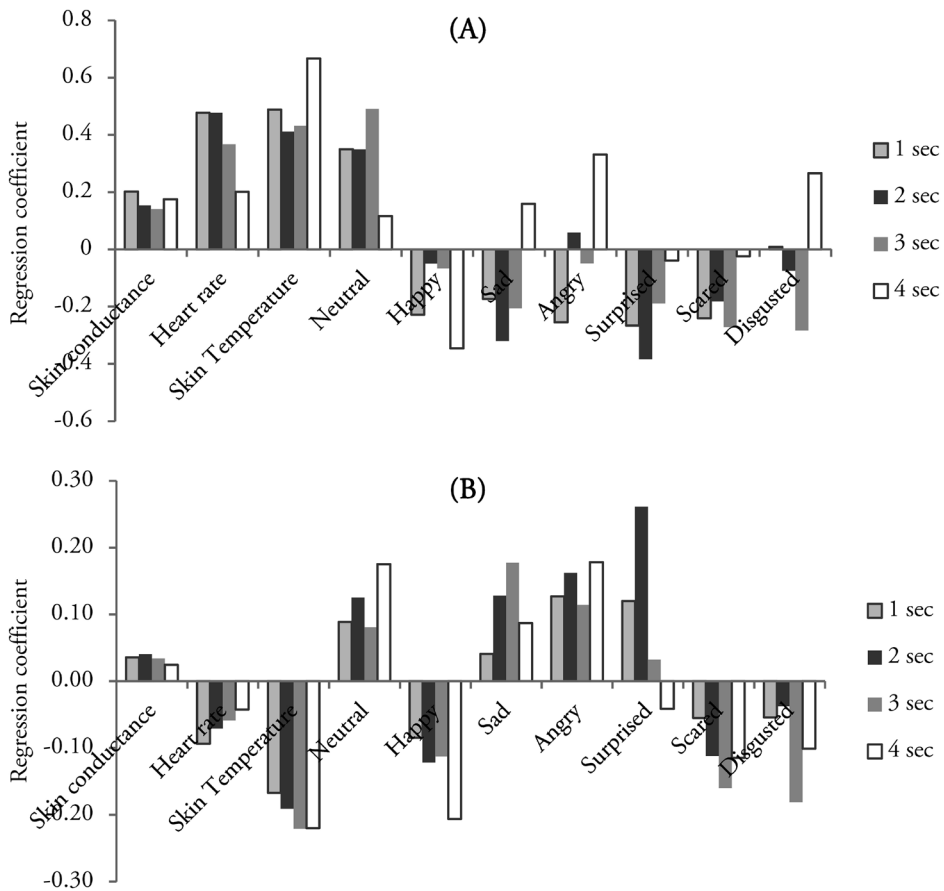 (A)
0.8
0.6
0.4
0.2
0
-0.2
-0.4
-0.6
Regression coefficient
Skin conductance
Heart rate
Skin Temperature
Neutral
Happy
Sad
Angry
Surprised
Scared
Disgusted
1 sec
2 sec
3 sec
4 sec
(B)
0.30
0.20
0.10
0.00
-0.10
-0.20
-0.30
Regression coefficient
Skin conductance
Heart rate
Skin Temperature
Neutral
Happy
Sad
Angry
Surprised
Scared
Disgusted
1 sec
2 sec
3 sec
4 sec